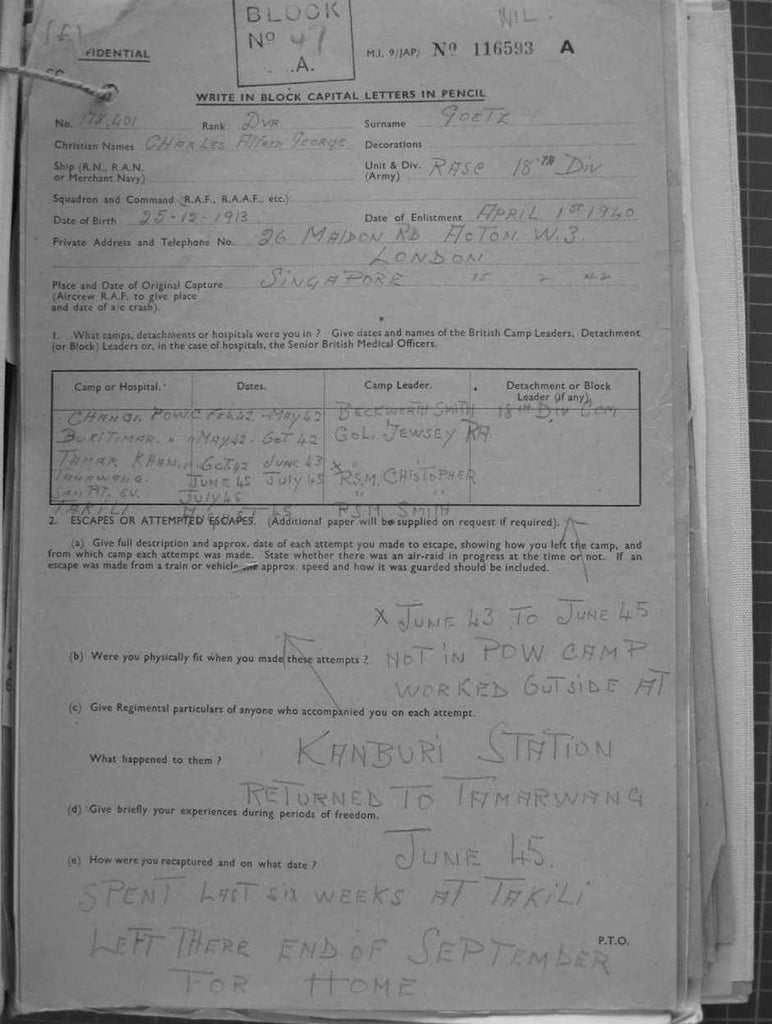 BLOCK
Nº 47
.A.
NIL.
(f)
FIDENTIAL
M.I. 9/JAP/ Nº 116593 A
WRITE IN BLOCK CAPITAL LETTERS IN PENCIL
No. 178,401 Rank DVR Surname GOETZ
Christian Names CHARLES Alfred George Decorations
Ship (R.N., R.A.N. or Merchant Navy) Unit & Div. (Army) RASC 18TH DIV
Squadron and Command (R.A.F., R.A.A.F., etc.)
Date of Birth 25-12-1913 Date of Enlistment APRIL 1ST 1940
Private Address and Telephone No. 26 MALDON RD ACTON. W.3.
LONDON
Place and Date of Original Capture SINGAPORE 15 2 42
(Aircrew R.A.F. to give place
and date of a/c crash).
1. What camps, detachments or hospitals were you in ? Give dates and names of the British Camp Leaders, Detachment
(or Block) Leaders or, in the case of hospitals, the Senior British Medical Officers.
Camp or Hospital. Dates. Camp Leader. Detachment or Block Leader (if any).
CHANGI. POW.C FEB.42. -MAY 42 BECKWORTH SMITH 18TH DIV COM
BUKITIMAR. " " MAY 42. OCT 42 COL. JEWSEY RA
TAMAR KHAN. " OCT 42 JUNE 43 X " "
JUNE 45 JULY 45 R.S.M. CHISTOPHER
JULY 45 "
TAKILI 45 R.S.M. SMITH
2. ESCAPES OR ATTEMPTED ESCAPES. (Additional paper will be supplied on request if required).
(a) Give full description and approx. date of each attempt you made to escape, showing how you left the camp, and
from which camp each attempt was made. State whether there was an air-raid in progress at the time or not. If an
escape was made from a train or vehicle approx. speed and how it was guarded should be included.
X JUNE 43 TO JUNE 45
(b) Were you physically fit when you made these attempts ? NOT IN POW CAMP
WORKED OUTSIDE AT
(c) Give Regimental particulars of anyone who accompanied you on each attempt.
What happened to them ? KANBURI STATION
RETURNED TO TAMARWANG
(d) Give briefly your experiences during periods of freedom.
(e) How were you recaptured and on what date ? JUNE 45.
SPENT LAST SIX WEEKS AT TAKILI
P.T.O.
LEFT THERE END OF SEPTEMBER
FOR HOME